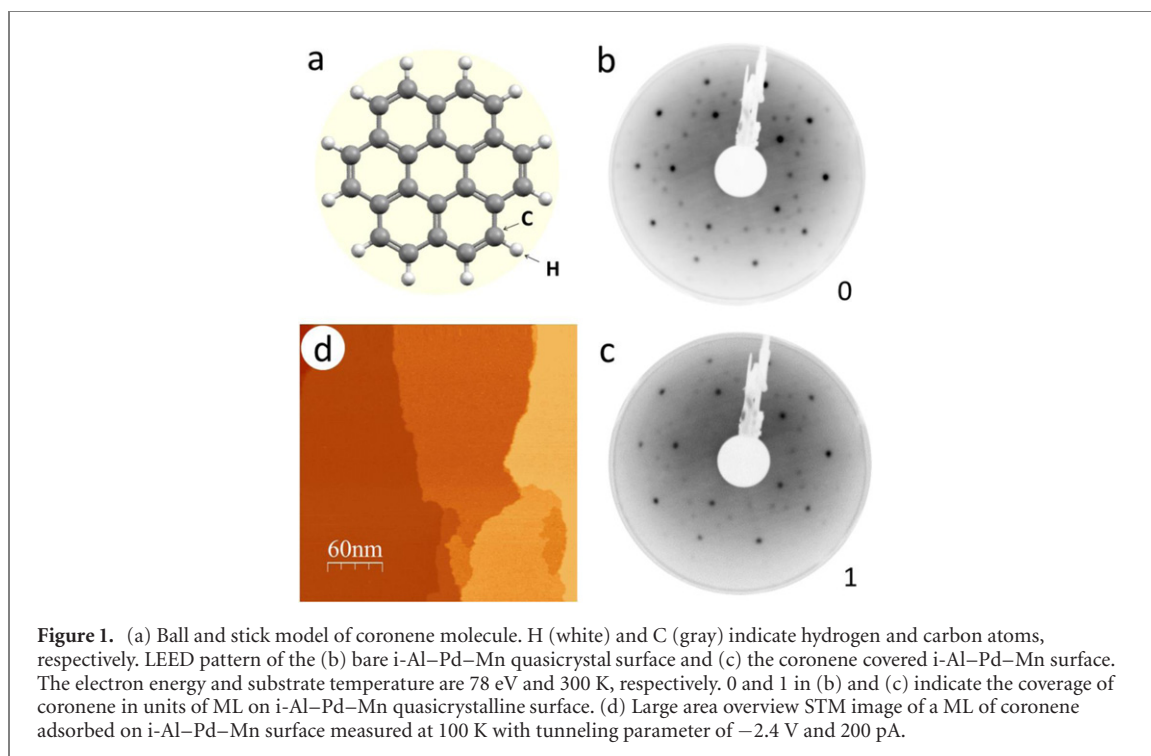 a
b
C
H
0
d
c
60nm
1
Figure 1. (a) Ball and stick model of coronene molecule. H (white) and C (gray) indicate hydrogen and carbon atoms,
respectively. LEED pattern of the (b) bare i-Al–Pd–Mn quasicrystal surface and (c) the coronene covered i-Al–Pd–Mn surface.
The electron energy and substrate temperature are 78 eV and 300 K, respectively. 0 and 1 in (b) and (c) indicate the coverage of
coronene in units of ML on i-Al–Pd–Mn quasicrystalline surface. (d) Large area overview STM image of a ML of coronene
adsorbed on i-Al–Pd–Mn surface measured at 100 K with tunneling parameter of −2.4 V and 200 pA.